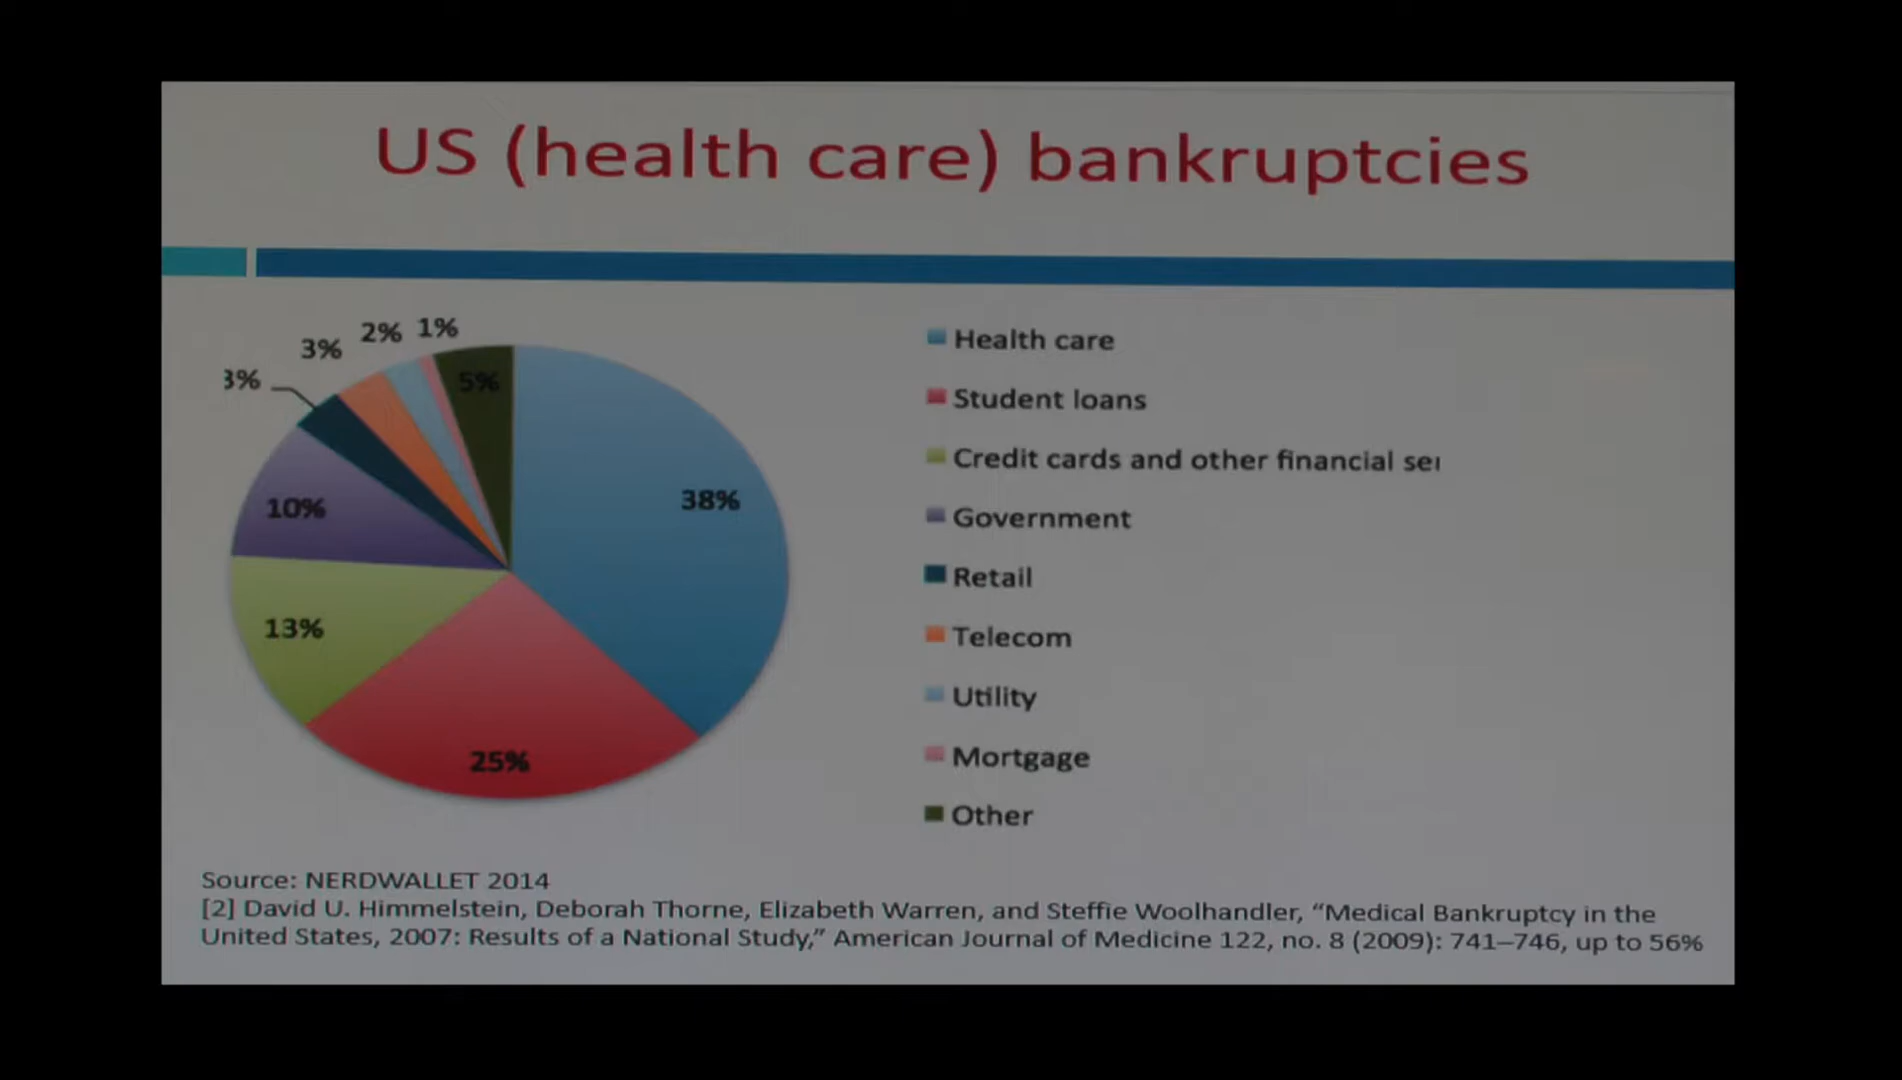 US (health care) bankruptcies
3%
3%
2%
1%
5%
38%
10%
13%
25%
Health care
Student loans
Credit cards and other financial
Government
Retail
Telecom
Utility
Mortgage
Other
Source: NERDWALLET 2014
[2] David U. Himmelstein, Deborah Thorne, Elizabeth Warren, and Steffie Woolhandler, “Medical Bankruptcy in the
United States, 2007: Results of a National Study,” American Journal of Medicine 122, no. 8 (2009): 741–746, up to 56%